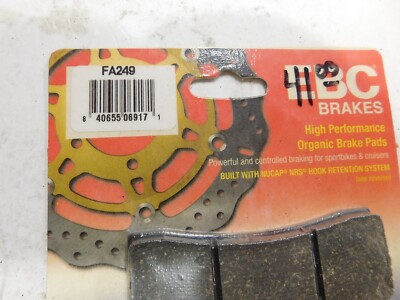 FA249
8 40655 06917 1
EBC
BRAKES
High Performance
Organic Brake Pads
Powerful and controlled braking for sportbikes & cruisers
BUILT WITH NUCAP® NRS® HOOK RETENTION SYSTEM